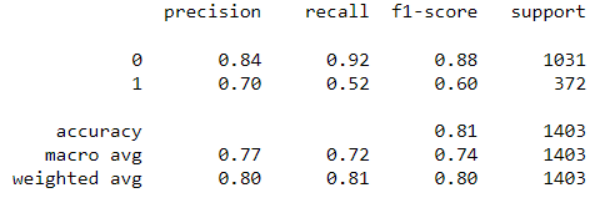 precision recall f1-score support
0 0.84 0.92 0.88 1031
1 0.70 0.52 0.60 372
accuracy 0.81 1403
macro avg 0.77 0.72 0.74 1403
weighted avg 0.80 0.81 0.80 1403